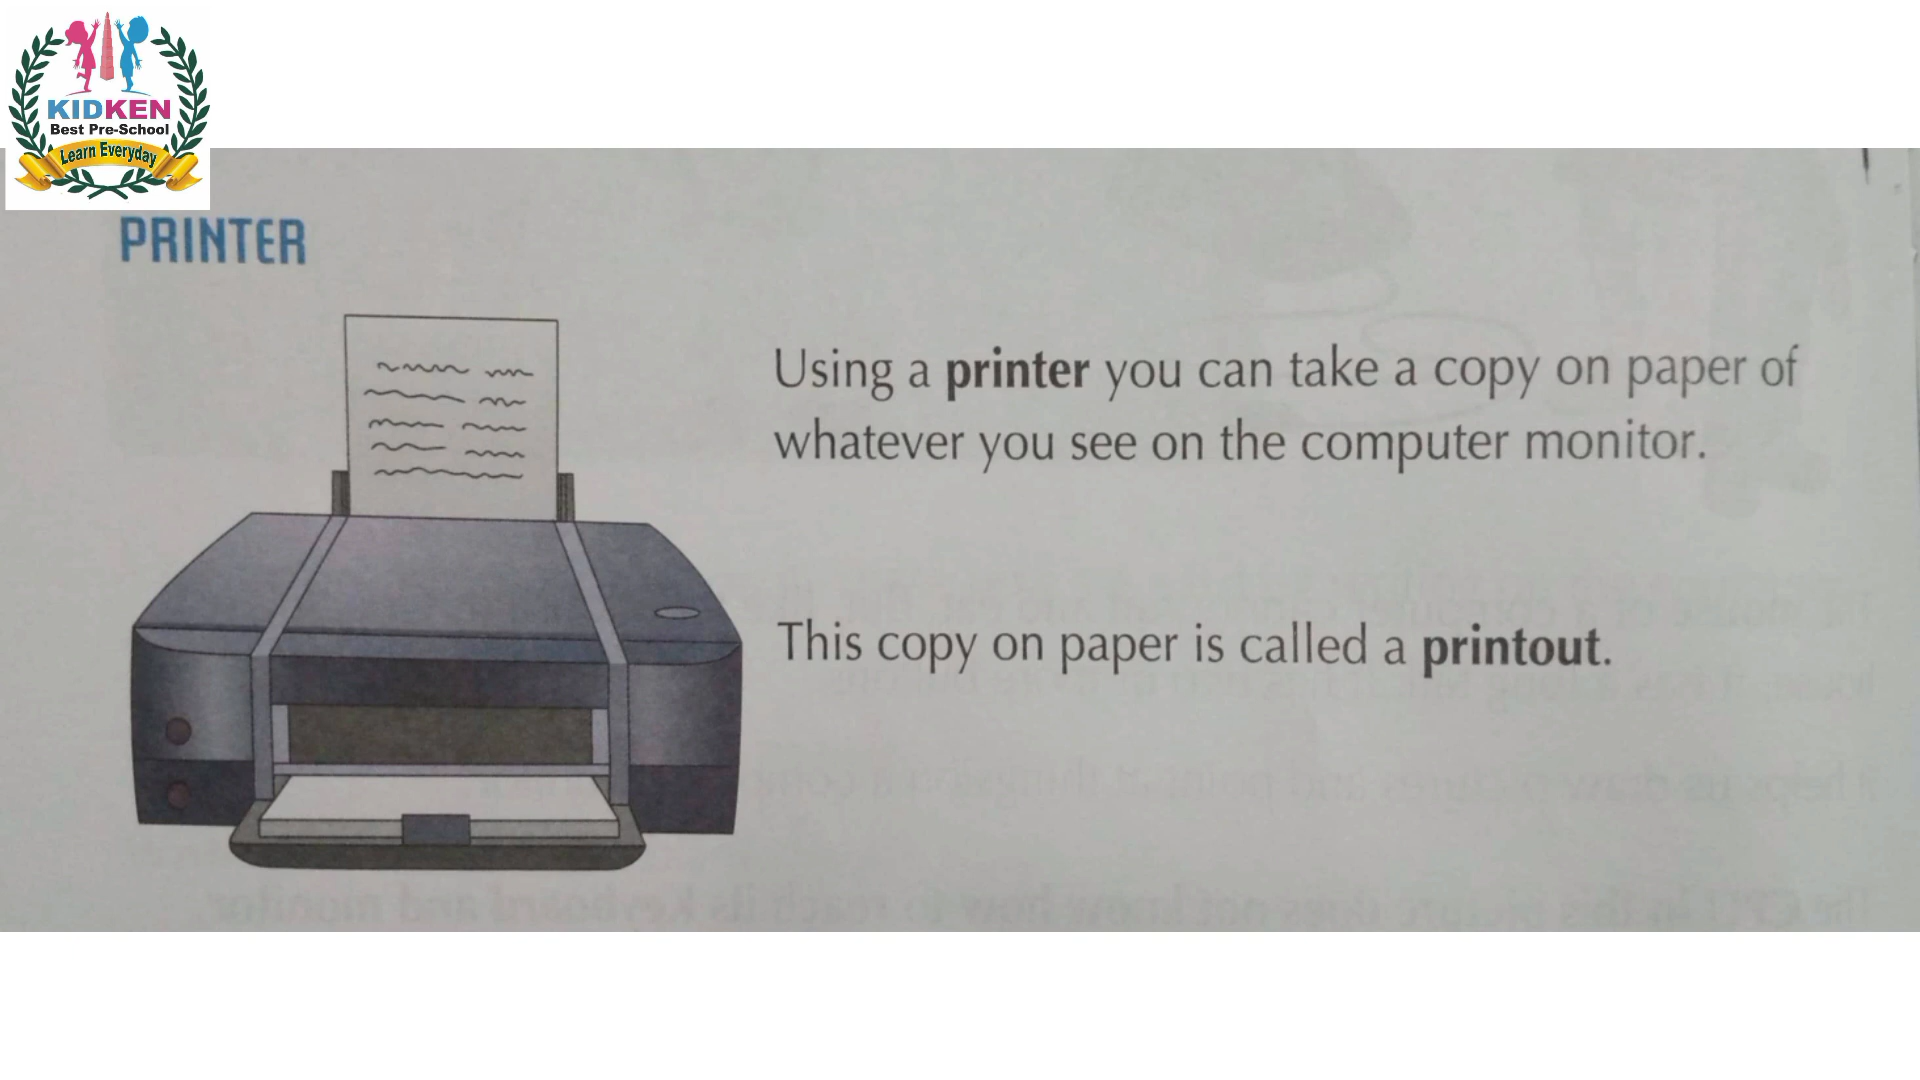 KIDKEN
Best Pre-School
Learn Everyday
PRINTER
Using a printer you can take a copy on paper of
whatever you see on the computer monitor.
This copy on paper is called a printout.